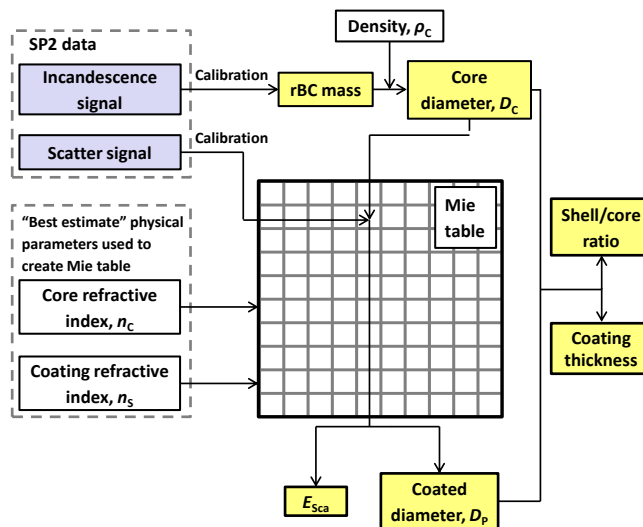 SP2 data
Incandescence
signal
Calibration
rBC mass
Density, ρC
Core
diameter, DC
Scatter signal
Calibration
Mie
table
"Best estimate" physical
parameters used to
create Mie table
Core refractive
index, nC
Coating refractive
index, nS
Shell/core
ratio
Coating
thickness
ESca
Coated
diameter, DP